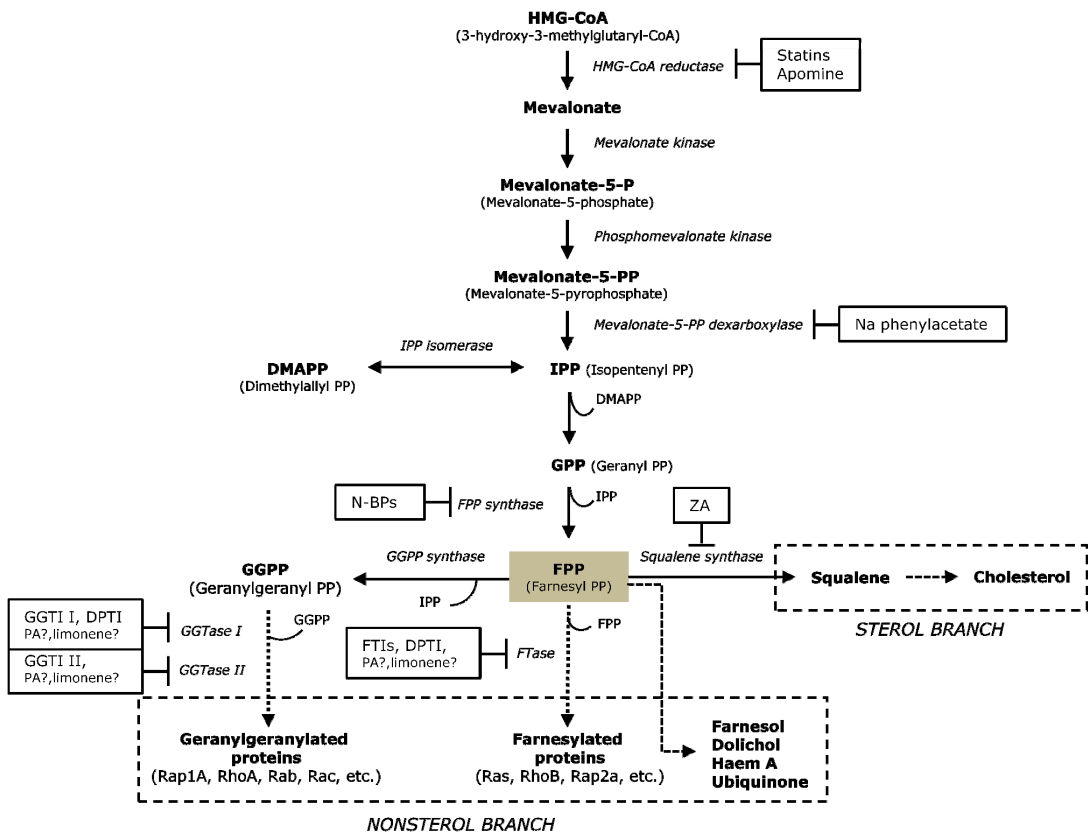 HMG-CoA
(3-hydroxy-3-methylglutaryl-CoA)
HMG-CoA reductase
Statins
Apomine
Mevalonate
Mevalonate kinase
Mevalonate-5-P
(Mevalonate-5-phosphate)
Phosphomevalonate kinase
Mevalonate-5-PP
(Mevalonate-5-pyrophosphate)
Mevalonate-5-PP dexarboxylase
Na phenylacetate
IPP isomerase
DMAPP
(Dimethylallyl PP)
IPP (Isopentenyl PP)
DMAPP
GPP (Geranyl PP)
N-BPs
FPP synthase
IPP
ZA
GGPP synthase
Squalene synthase
GGPP
(Geranylgeranyl PP)
IPP
FPP
(Farnesyl PP)
Squalene
Cholesterol
STEROL BRANCH
GGTI I, DPTI
PA?,limonene?
GGTase I
GGPP
GGTI II,
PA?,limonene?
GGTase II
FTIs, DPTI,
PA?,limonene?
FTase
FPP
Geranylgeranylated
proteins
(Rap1A, RhoA, Rab, Rac, etc.)
Farnesylated
proteins
(Ras, RhoB, Rap2a, etc.)
Farnesol
Dolichol
Haem A
Ubiquinone
NONSTEROL BRANCH